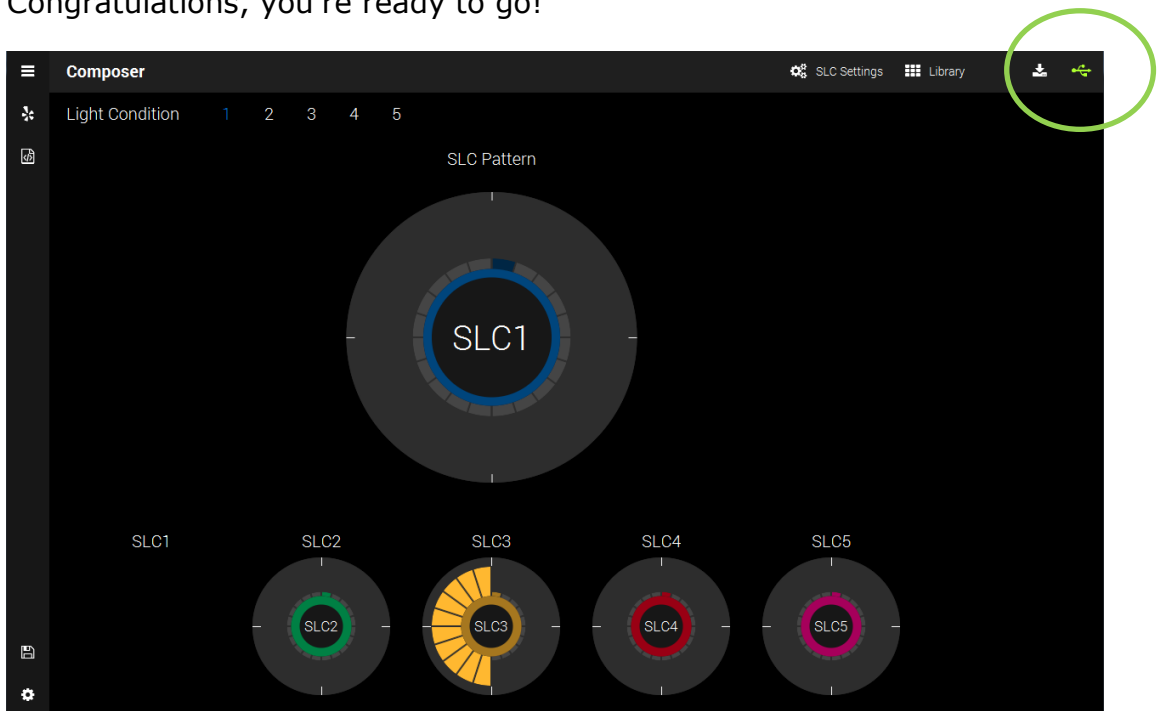 Congratulations, you're ready to go!
Composer SLC Settings Library
Light Condition 1 2 3 4 5
SLC Pattern
SLC1
SLC1 SLC2 SLC3 SLC4 SLC5
SLC2 SLC3 SLC4 SLC5